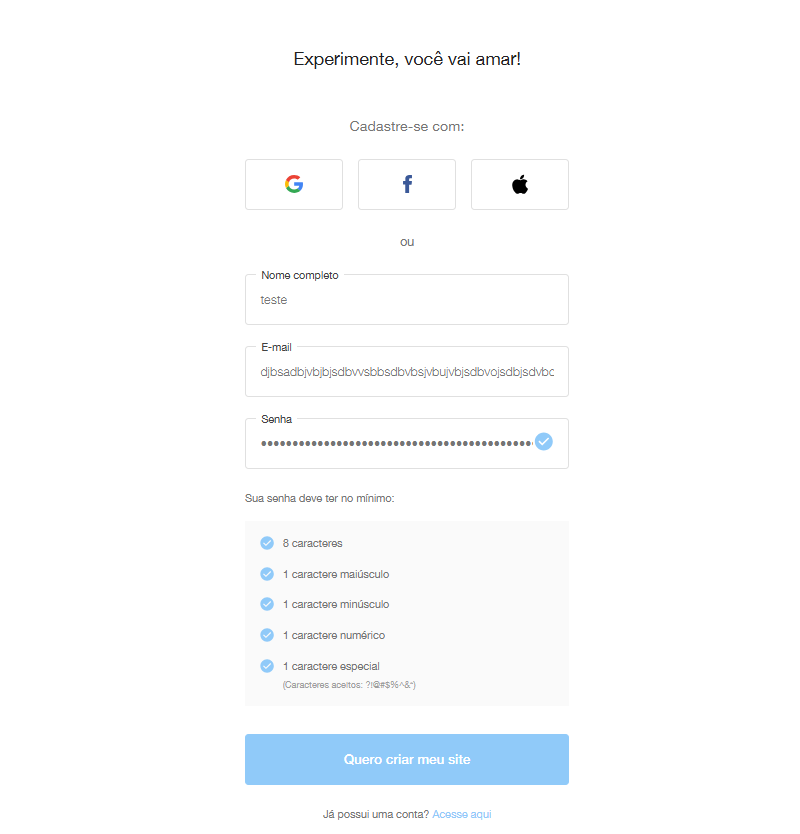 Experimente, você vai amar!
Cadastre-se com:
ou
Nome completo
teste
E-mail
djbsadbjvbjbjsdbvvsbbsdbvbsjvbujvbjsdbvojsdbjsdvbc
Senha
Sua senha deve ter no mínimo:
8 caracteres
1 caractere maiúsculo
1 caractere minúsculo
1 caractere numérico
1 caractere especial
(Caracteres aceitos: ?!@#$%^&*)
Quero criar meu site
Já possui uma conta? Acesse aqui